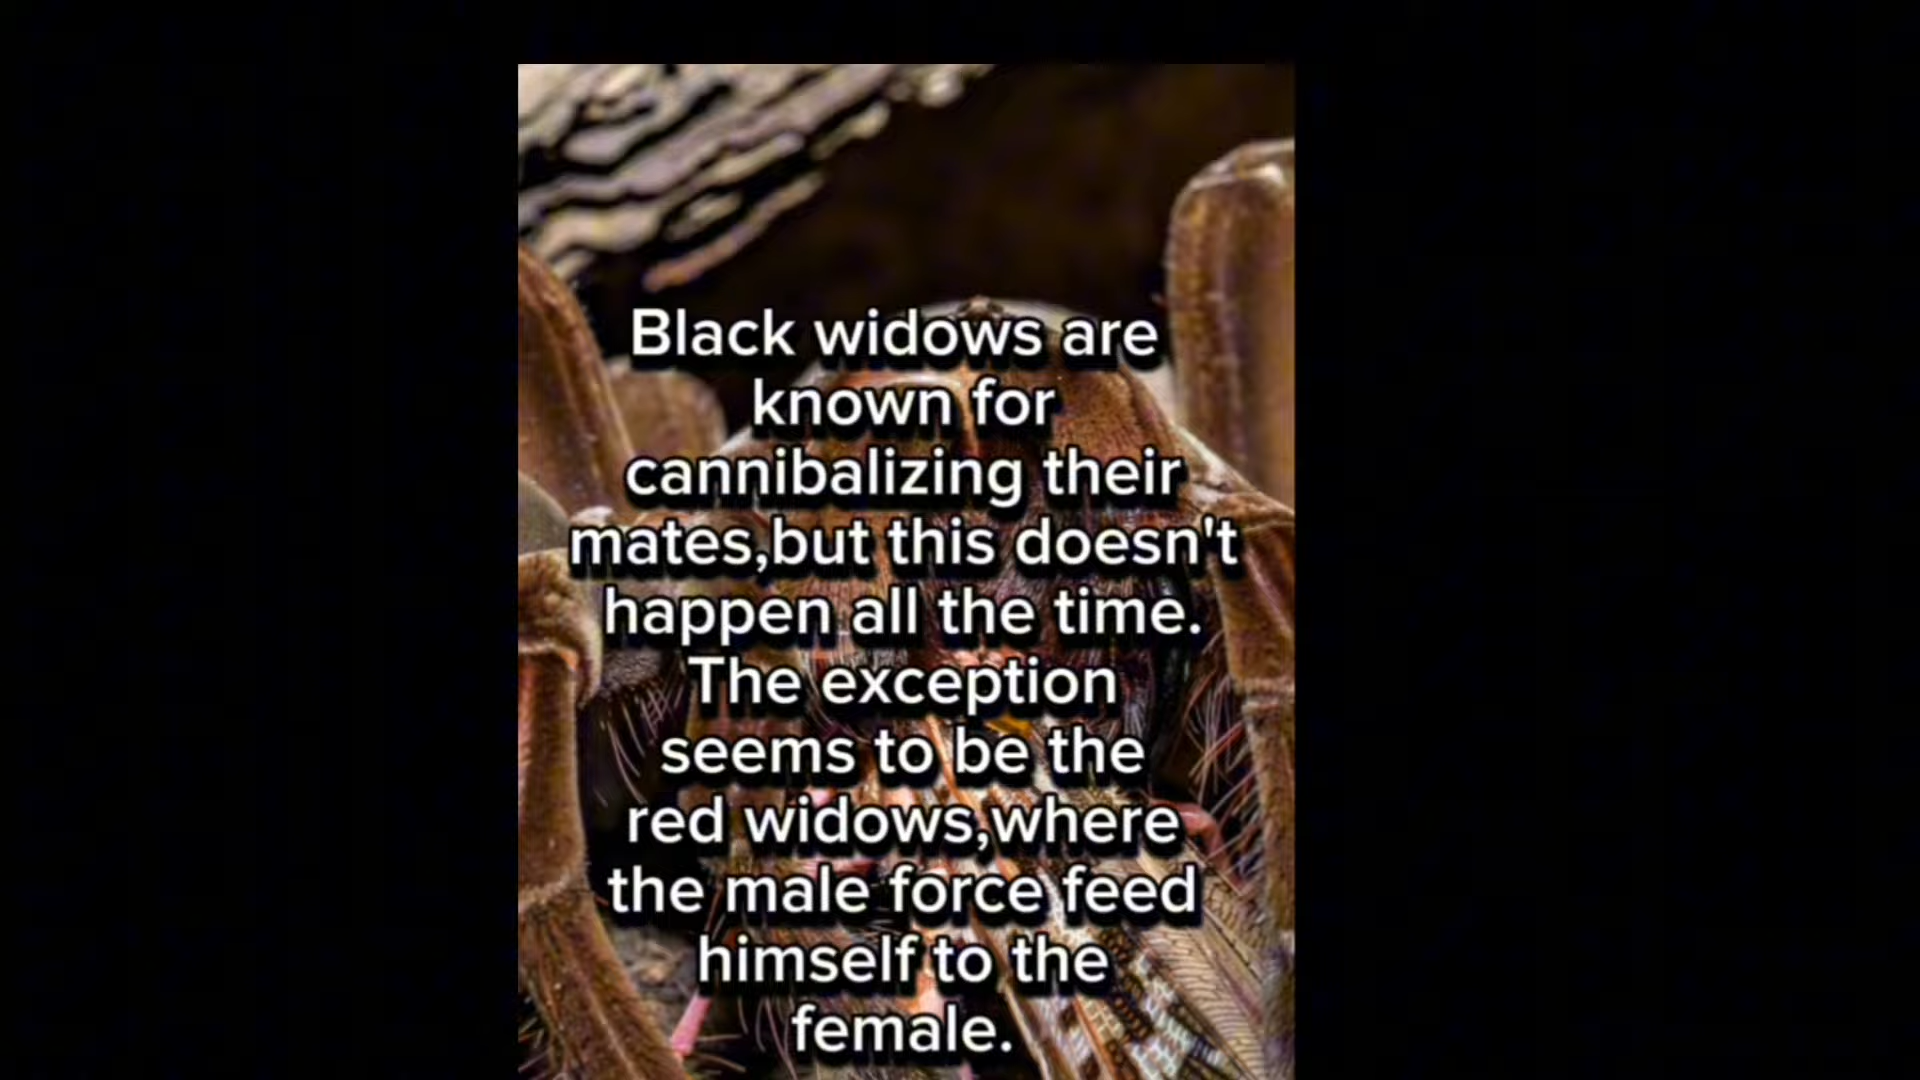 Black widows are
known for
cannibalizing their
mates,but this doesn't
happen all the time.
The exception
seems to be the
red widows,where
the male force feed
himself to the
female.